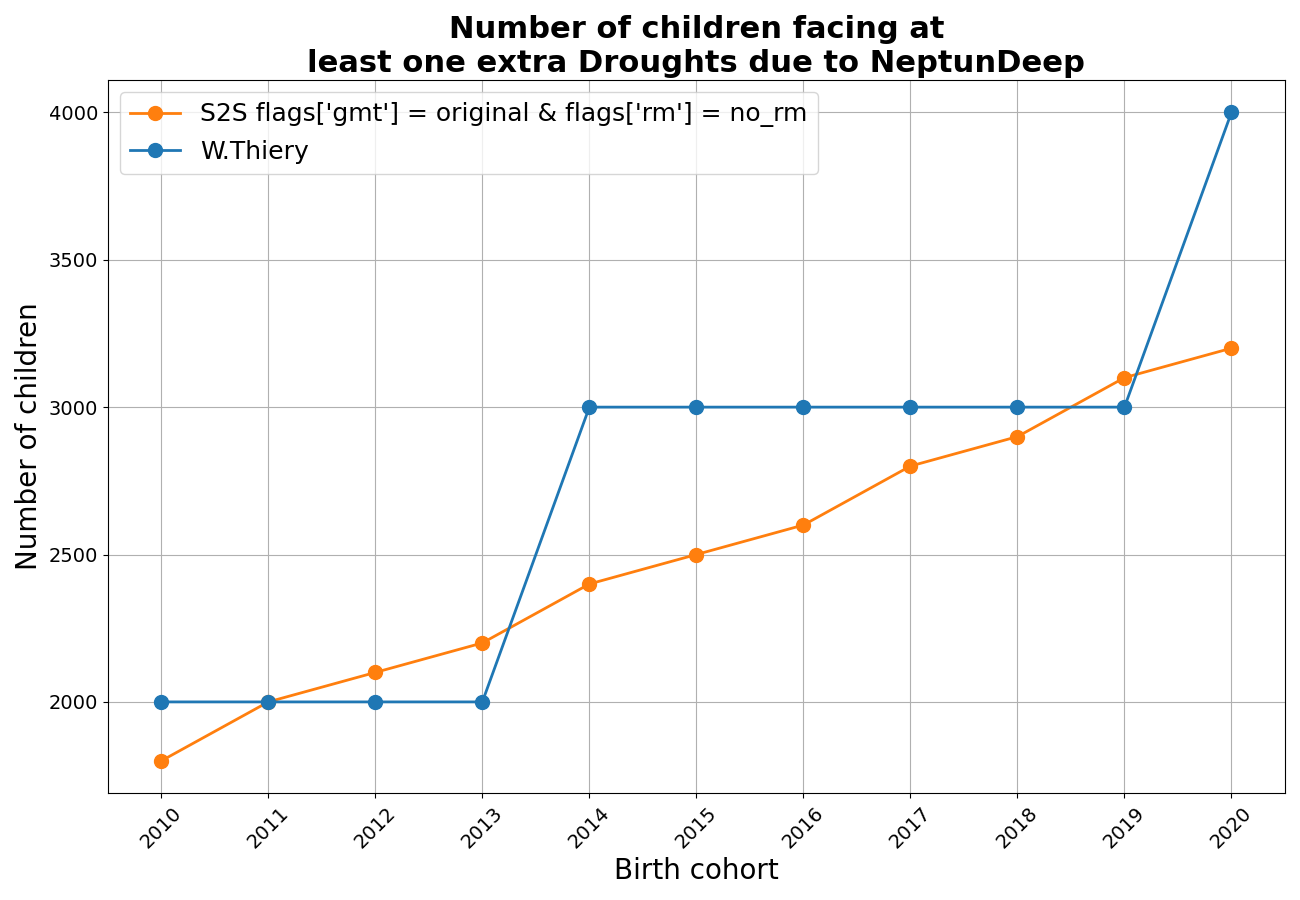 Number of children facing at
least one extra Droughts due to NeptunDeep
S2S flags['gmt'] = original & flags['rm'] = no_rm
W.Thiery
Number of children
4000
3500
3000
2500
2000
2010 2011 2012 2013 2014 2015 2016 2017 2018 2019 2020
Birth cohort